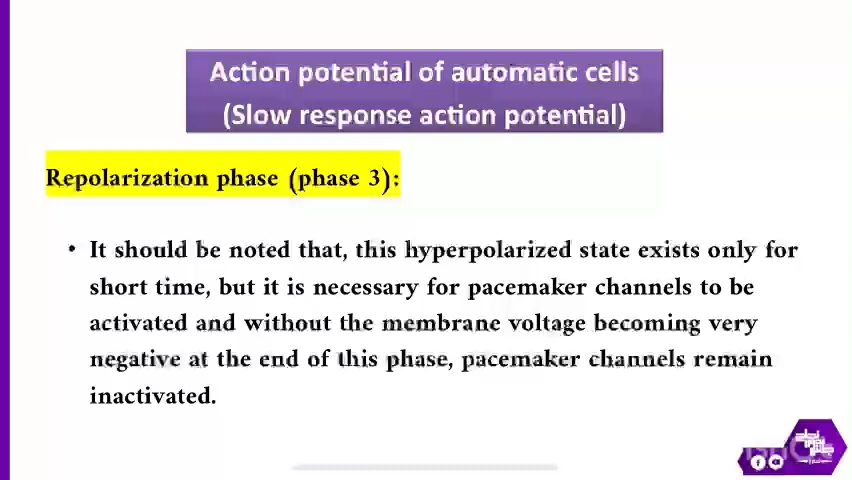 Action potential of automatic cells
(Slow response action potential)
Repolarization phase (phase 3):
• It should be noted that, this hyperpolarized state exists only for
short time, but it is necessary for pacemaker channels to be
activated and without the membrane voltage becoming very
negative at the end of this phase, pacemaker channels remain
inactivated.